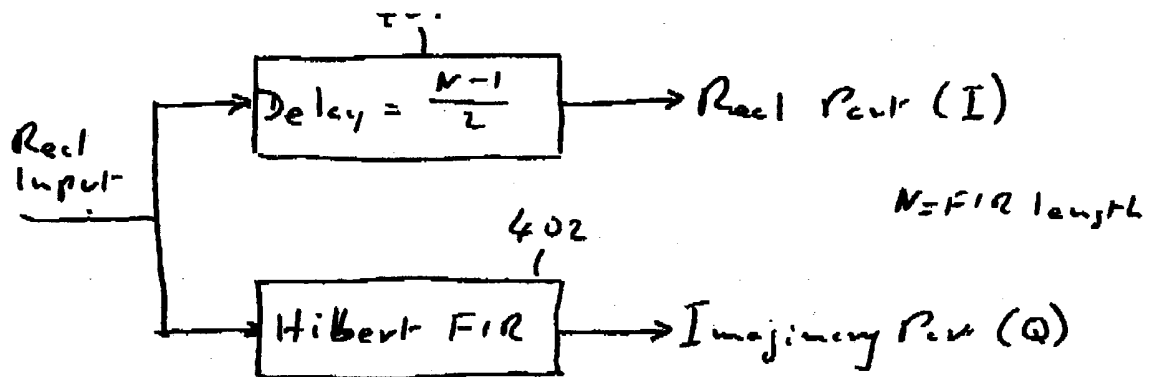 Delay = N-1/2
Real Part (I)
Real
Input
N=FIR length
402
Hilbert FIR
Imaginary Part (Q)